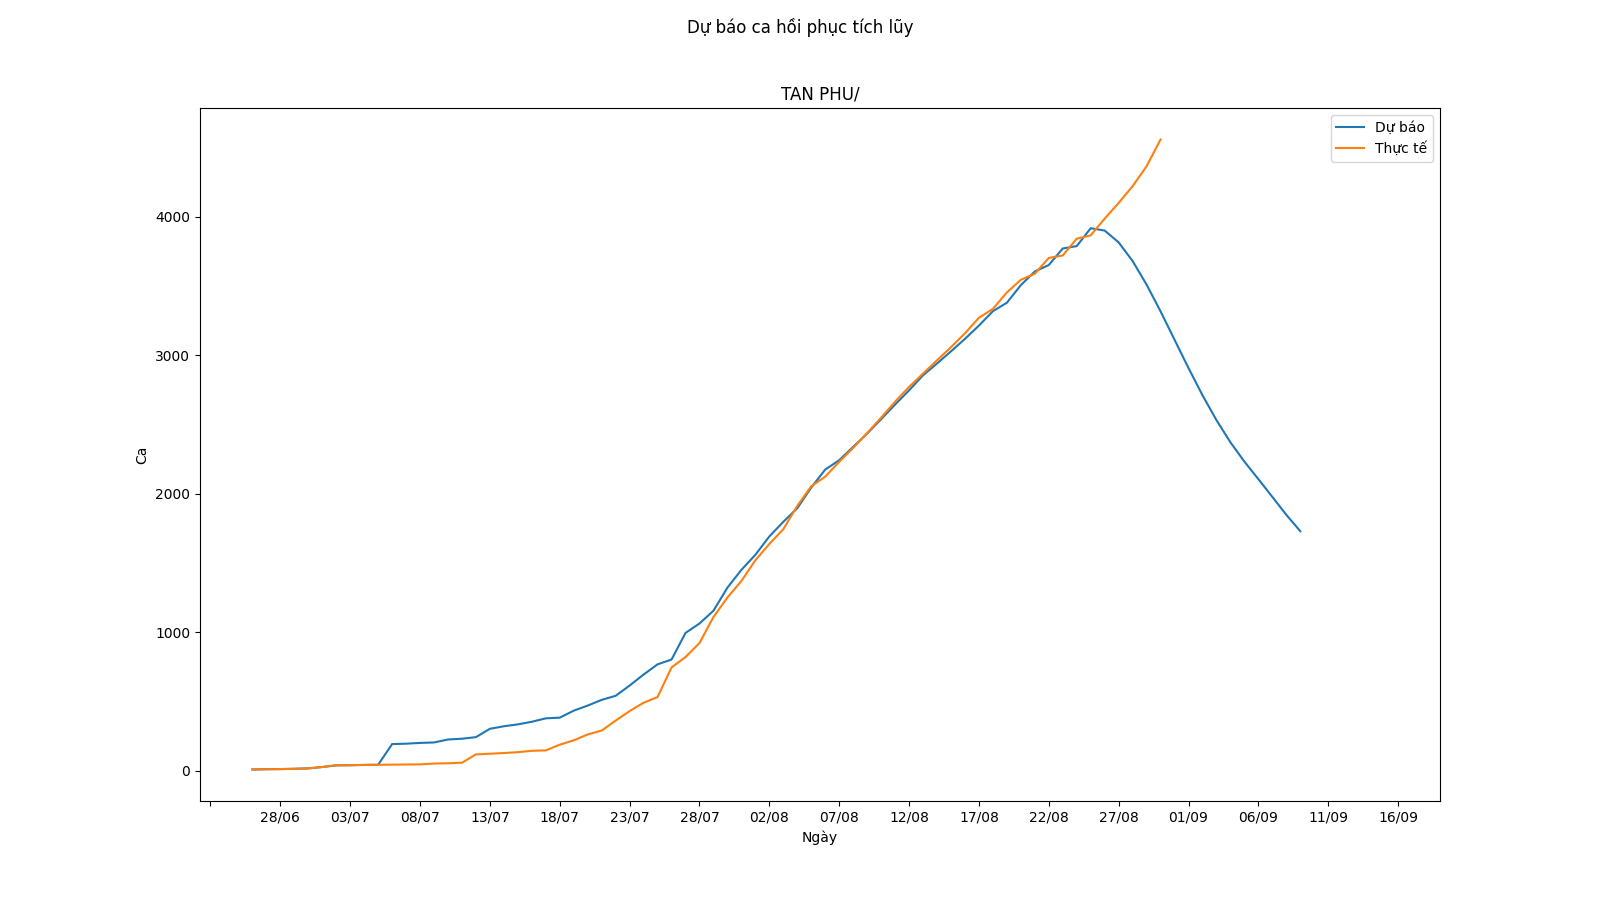 Dự báo ca hồi phục tích lũy
TAN PHU/
Dự báo
Thực tế
4000
3000
2000
1000
0
Ca
28/06 03/07 08/07 13/07 18/07 23/07 28/07 02/08 07/08 12/08 17/08 22/08 27/08 01/09 06/09 11/09 16/09
Ngày